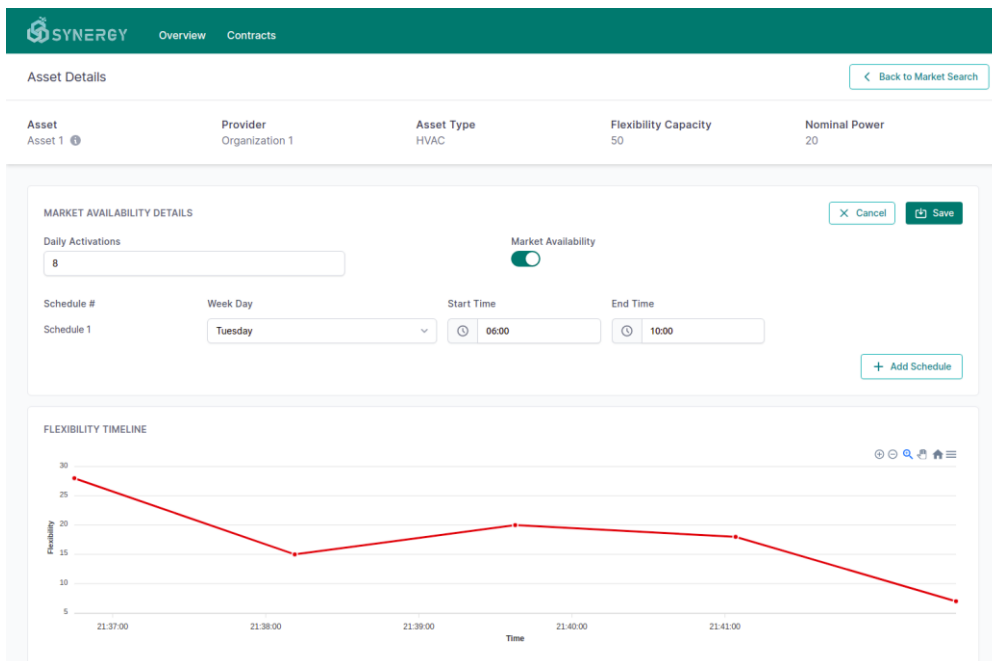 SYNERGY Overview Contracts
Asset Details
Back to Market Search
Asset Provider Asset Type Flexibility Capacity Nominal Power
Asset 1 Organization 1 HVAC 50 20
MARKET AVAILABILITY DETAILS
Cancel Save
Daily Activations Market Availability
8
Schedule # Week Day Start Time End Time
Schedule 1 Tuesday 06:00 10:00
+ Add Schedule
FLEXIBILITY TIMELINE
30
25
20
15
10
5
Flexibility
21:37:00 21:38:00 21:39:00 21:40:00 21:41:00
Time